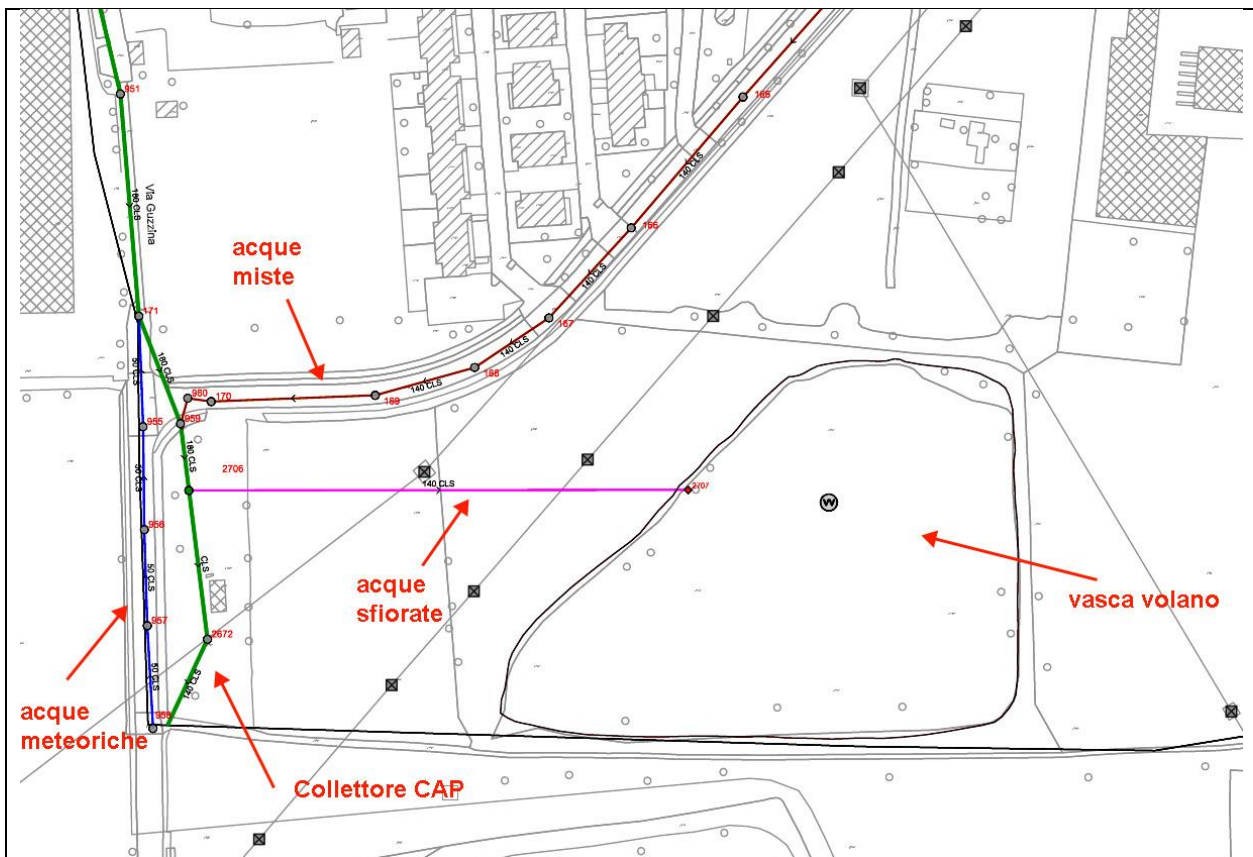 951
165
180 CLS
Via Guzzina
140 CLS
166
acque
miste
140 CLS
171
167
180 CLS
50 CLS
140 CLS
168
140 CLS
960
170
169
955
959
180 CLS
2706
50 CLS
140 CLS
2707
W
956
CLS
50 CLS
acque
sfiorate
vasca volano
957
2672
50 CLS
140 CLS
acque
meteoriche
958
Collettore CAP